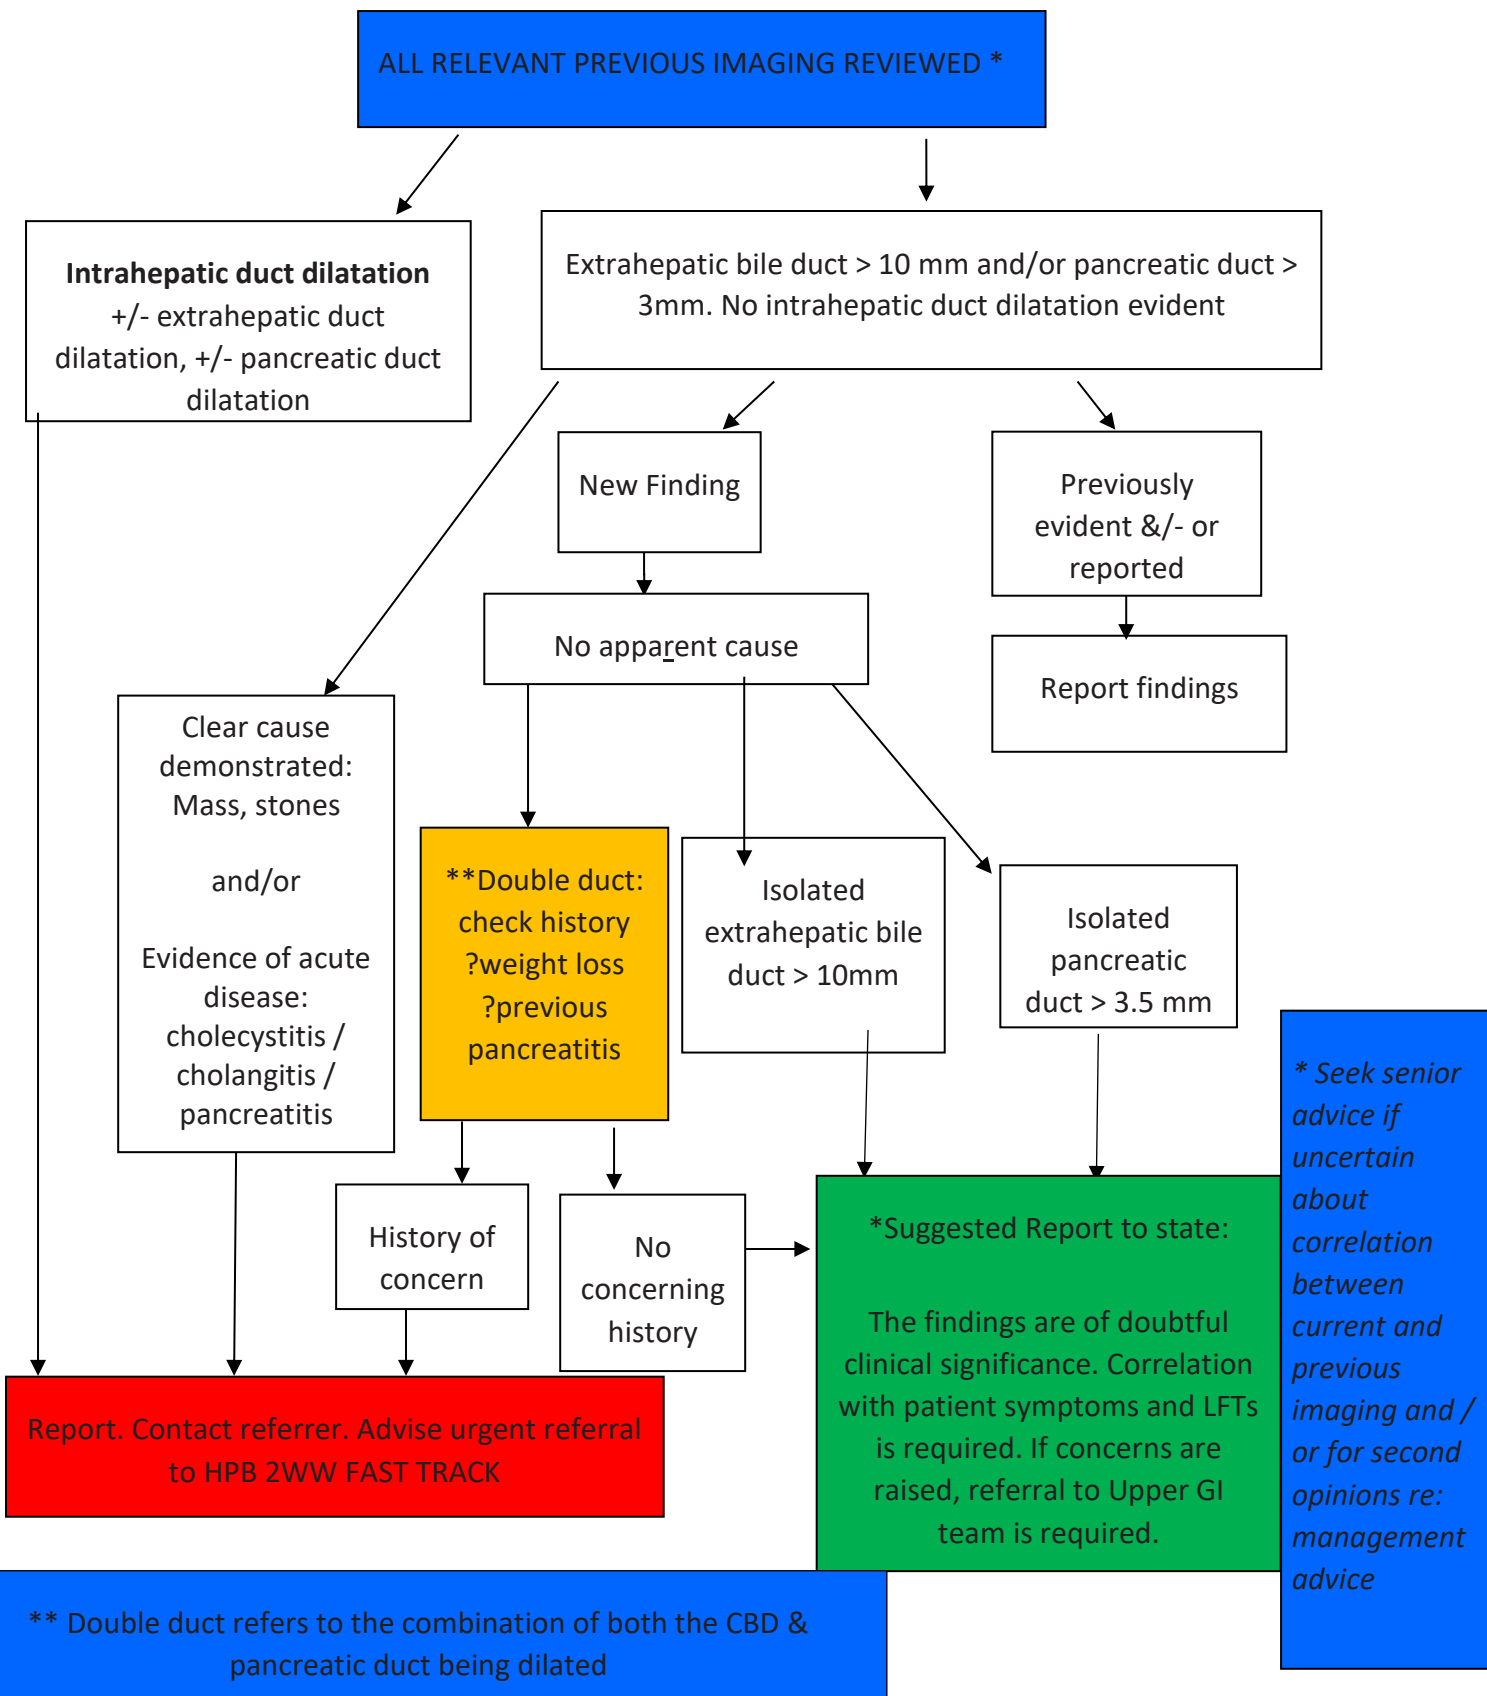 ALL RELEVANT PREVIOUS IMAGING REVIEWED *
Intrahepatic duct dilatation
+/- extrahepatic duct
dilatation, +/- pancreatic duct
dilatation
Extrahepatic bile duct > 10 mm and/or pancreatic duct >
3mm. No intrahepatic duct dilatation evident
New Finding
Previously
evident &/- or
reported
No apparent cause
Report findings
Clear cause
demonstrated:
Mass, stones
and/or
Evidence of acute
disease:
cholecystitis /
cholangitis /
pancreatitis
**Double duct:
check history
?weight loss
?previous
pancreatitis
Isolated
extrahepatic bile
duct > 10mm
Isolated
pancreatic
duct > 3.5 mm
* Seek senior
advice if
uncertain
about
correlation
between
current and
previous
imaging and /
or for second
opinions re:
management
advice
History of
concern
No
concerning
history
*Suggested Report to state:
The findings are of doubtful
clinical significance. Correlation
with patient symptoms and LFTs
is required. If concerns are
raised, referral to Upper GI
team is required.
Report. Contact referrer. Advise urgent referral
to HPB 2WW FAST TRACK
** Double duct refers to the combination of both the CBD &
pancreatic duct being dilated